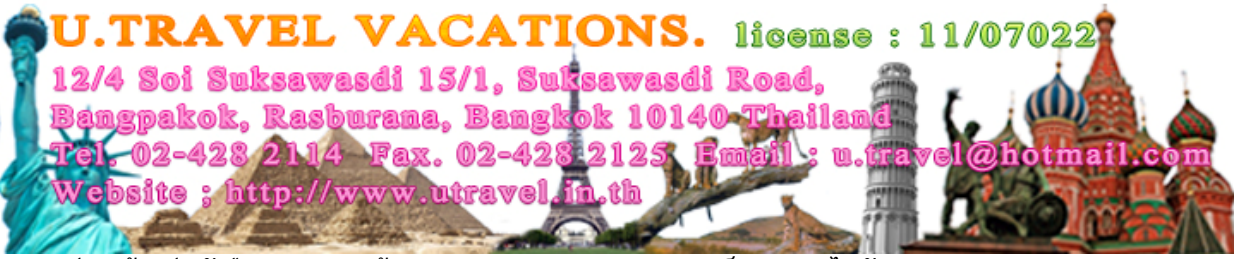 U.TRAVEL VACATIONS. license : 11/07022
12/4 Soi Suksawasdi 15/1, Suksawasdi Road,
Bangpakok, Rasburana, Bangkok 10140 Thailand
Tel. 02-428 2114 Fax. 02-428 2125 Email : u.travel@hotmail.com
Website ; http://www.utravel.in.th